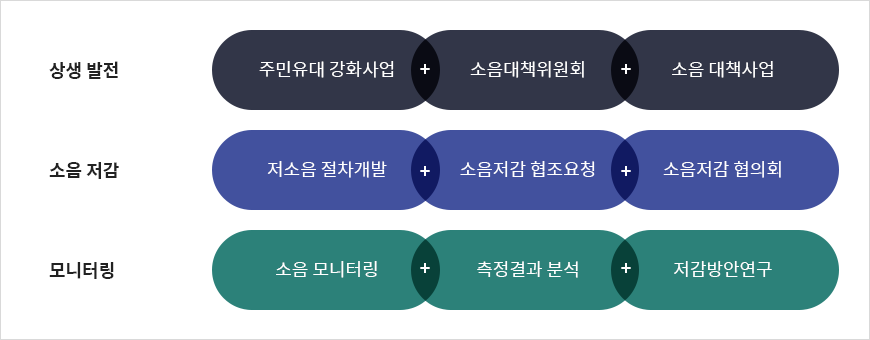 상생 발전
주민유대 강화사업 + 소음대책위원회 + 소음 대책사업
소음 저감
저소음 절차개발 + 소음저감 협조요청 + 소음저감 협의회
모니터링
소음 모니터링 + 측정결과 분석 + 저감방안연구